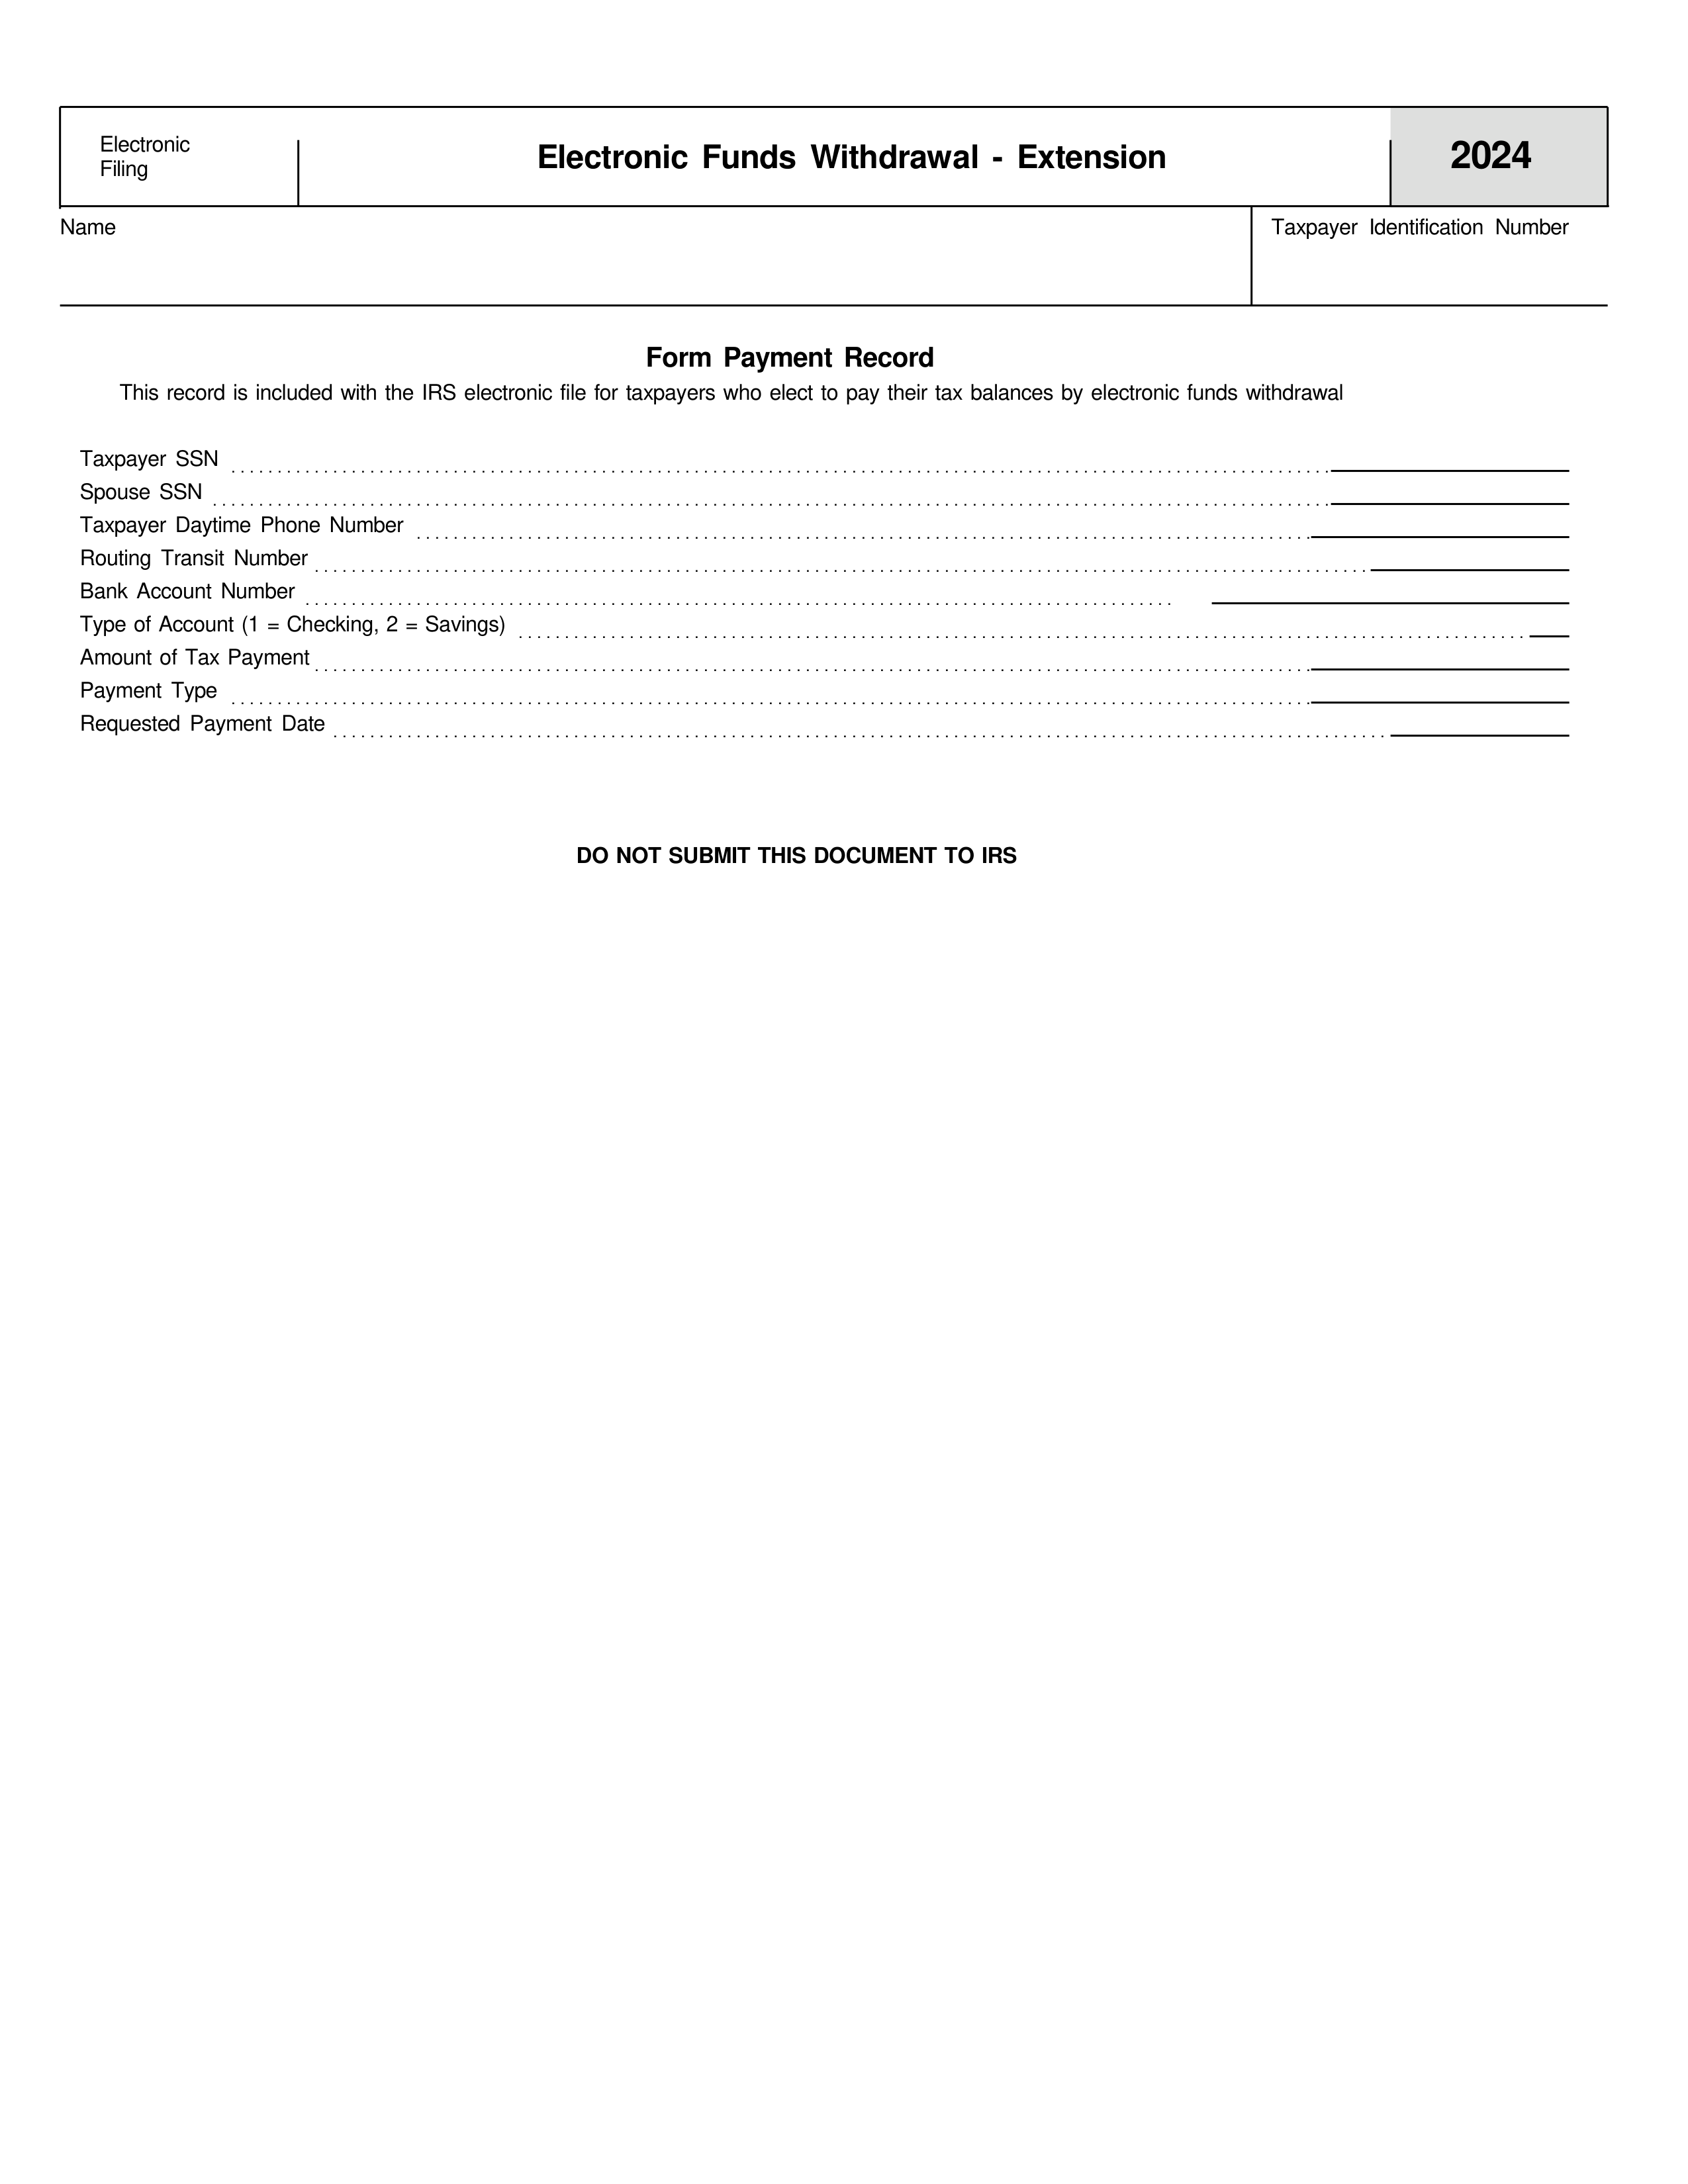 Electronic
Filing
Electronic Funds Withdrawal - Extension
2024
Name
Taxpayer Identification Number
Form Payment Record
This record is included with the IRS electronic file for taxpayers who elect to pay their tax balances by electronic funds withdrawal
Taxpayer SSN
Spouse SSN
Taxpayer Daytime Phone Number
Routing Transit Number
Bank Account Number
Type of Account (1 = Checking, 2 = Savings)
Amount of Tax Payment
Payment Type
Requested Payment Date
DO NOT SUBMIT THIS DOCUMENT TO IRS